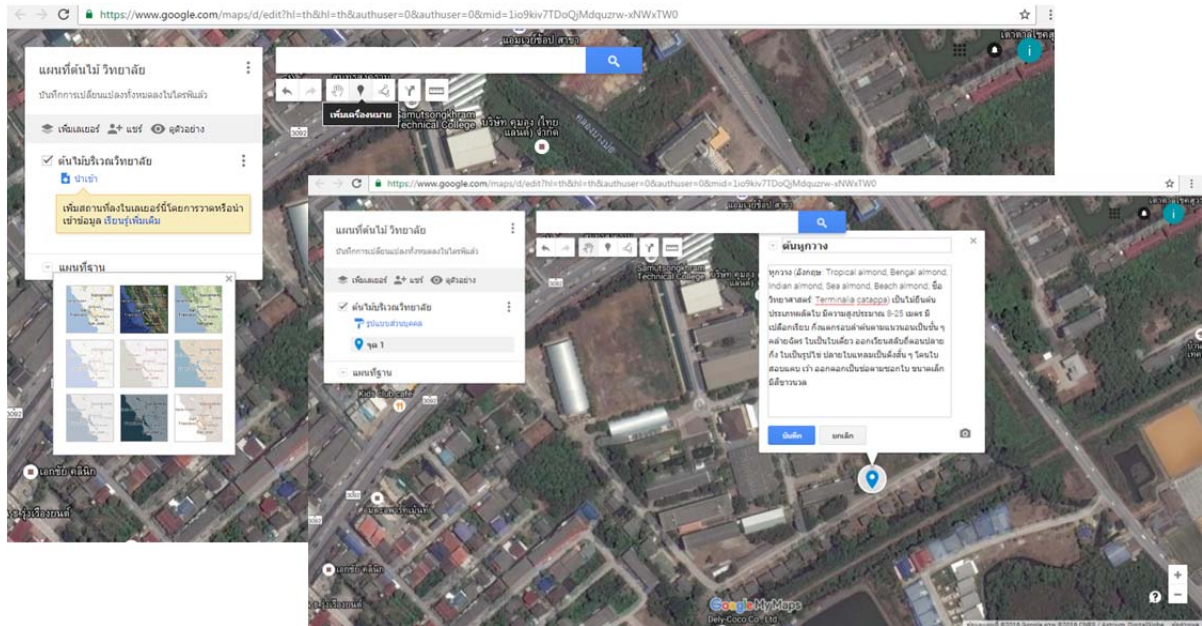 https://www.google.com/maps/d/edit?hl=th&hl=th&authuser=0&authuser=0&mid=1io9kiv7TDoQjMdquzrw-xNWxTW0
แผนที่ต้นไม้ วิทยาลัย
บันทึกการเปลี่ยนแปลงทั้งหมดลงในไดรฟ์แล้ว
เพิ่มเลเยอร์ แชร์ ดูตัวอย่าง
ต้นไม้บริเวณวิทยาลัย
นำเข้า
เพิ่มสถานที่ลงในเลเยอร์นี้โดยการวาดหรือนำ
เข้าข้อมูล เรียนรู้เพิ่มเติม
แผนที่ฐาน
เพิ่มเครื่องหมาย
Samutsongkhram
Technical College
3092
เอกชัย คลินิก
https://www.google.com/maps/d/edit?hl=th&hl=th&authuser=0&authuser=0&mid=1io9kiv7TDoQjMdquzrw-xNWxTW0
แผนที่ต้นไม้ วิทยาลัย
บันทึกการเปลี่ยนแปลงทั้งหมดลงในไดรฟ์แล้ว
เพิ่มเลเยอร์ แชร์ ดูตัวอย่าง
ต้นไม้บริเวณวิทยาลัย
รูปแบบส่วนบุคคล
จุด 1
แผนที่ฐาน
Samutsongkhram
Technical College
ต้นหูกวาง
หูกวาง (อังกฤษ: Tropical almond, Bengal almond,
Indian almond, Sea almond, Beach almond, ชื่อ
วิทยาศาสตร์: Terminalia catappa) เป็นไม้ยืนต้น
ประเภทผลัดใบ มีความสูงประมาณ 8-25 เมตร มี
เปลือกเรียบ กิ่งแตกรอบลำต้นตามแนวนอนเป็นชั้น ๆ
คล้ายฉัตร ใบเป็นใบเดี่ยว ออกเวียนสลับถี่ตอนปลาย
กิ่ง ใบเป็นรูปไข่ ปลายใบแหลมเป็นติ่งสั้น ๆ โคนใบ
สอบแคบ เว้า ออกดอกเป็นช่อตามซอกใบ ขนาดเล็ก
มีสีขาวนวล
บันทึก ยกเลิก
Kids club cafe
3092
เอกชัย คลินิก
Google My Maps
Dely Coco Co., Ltd